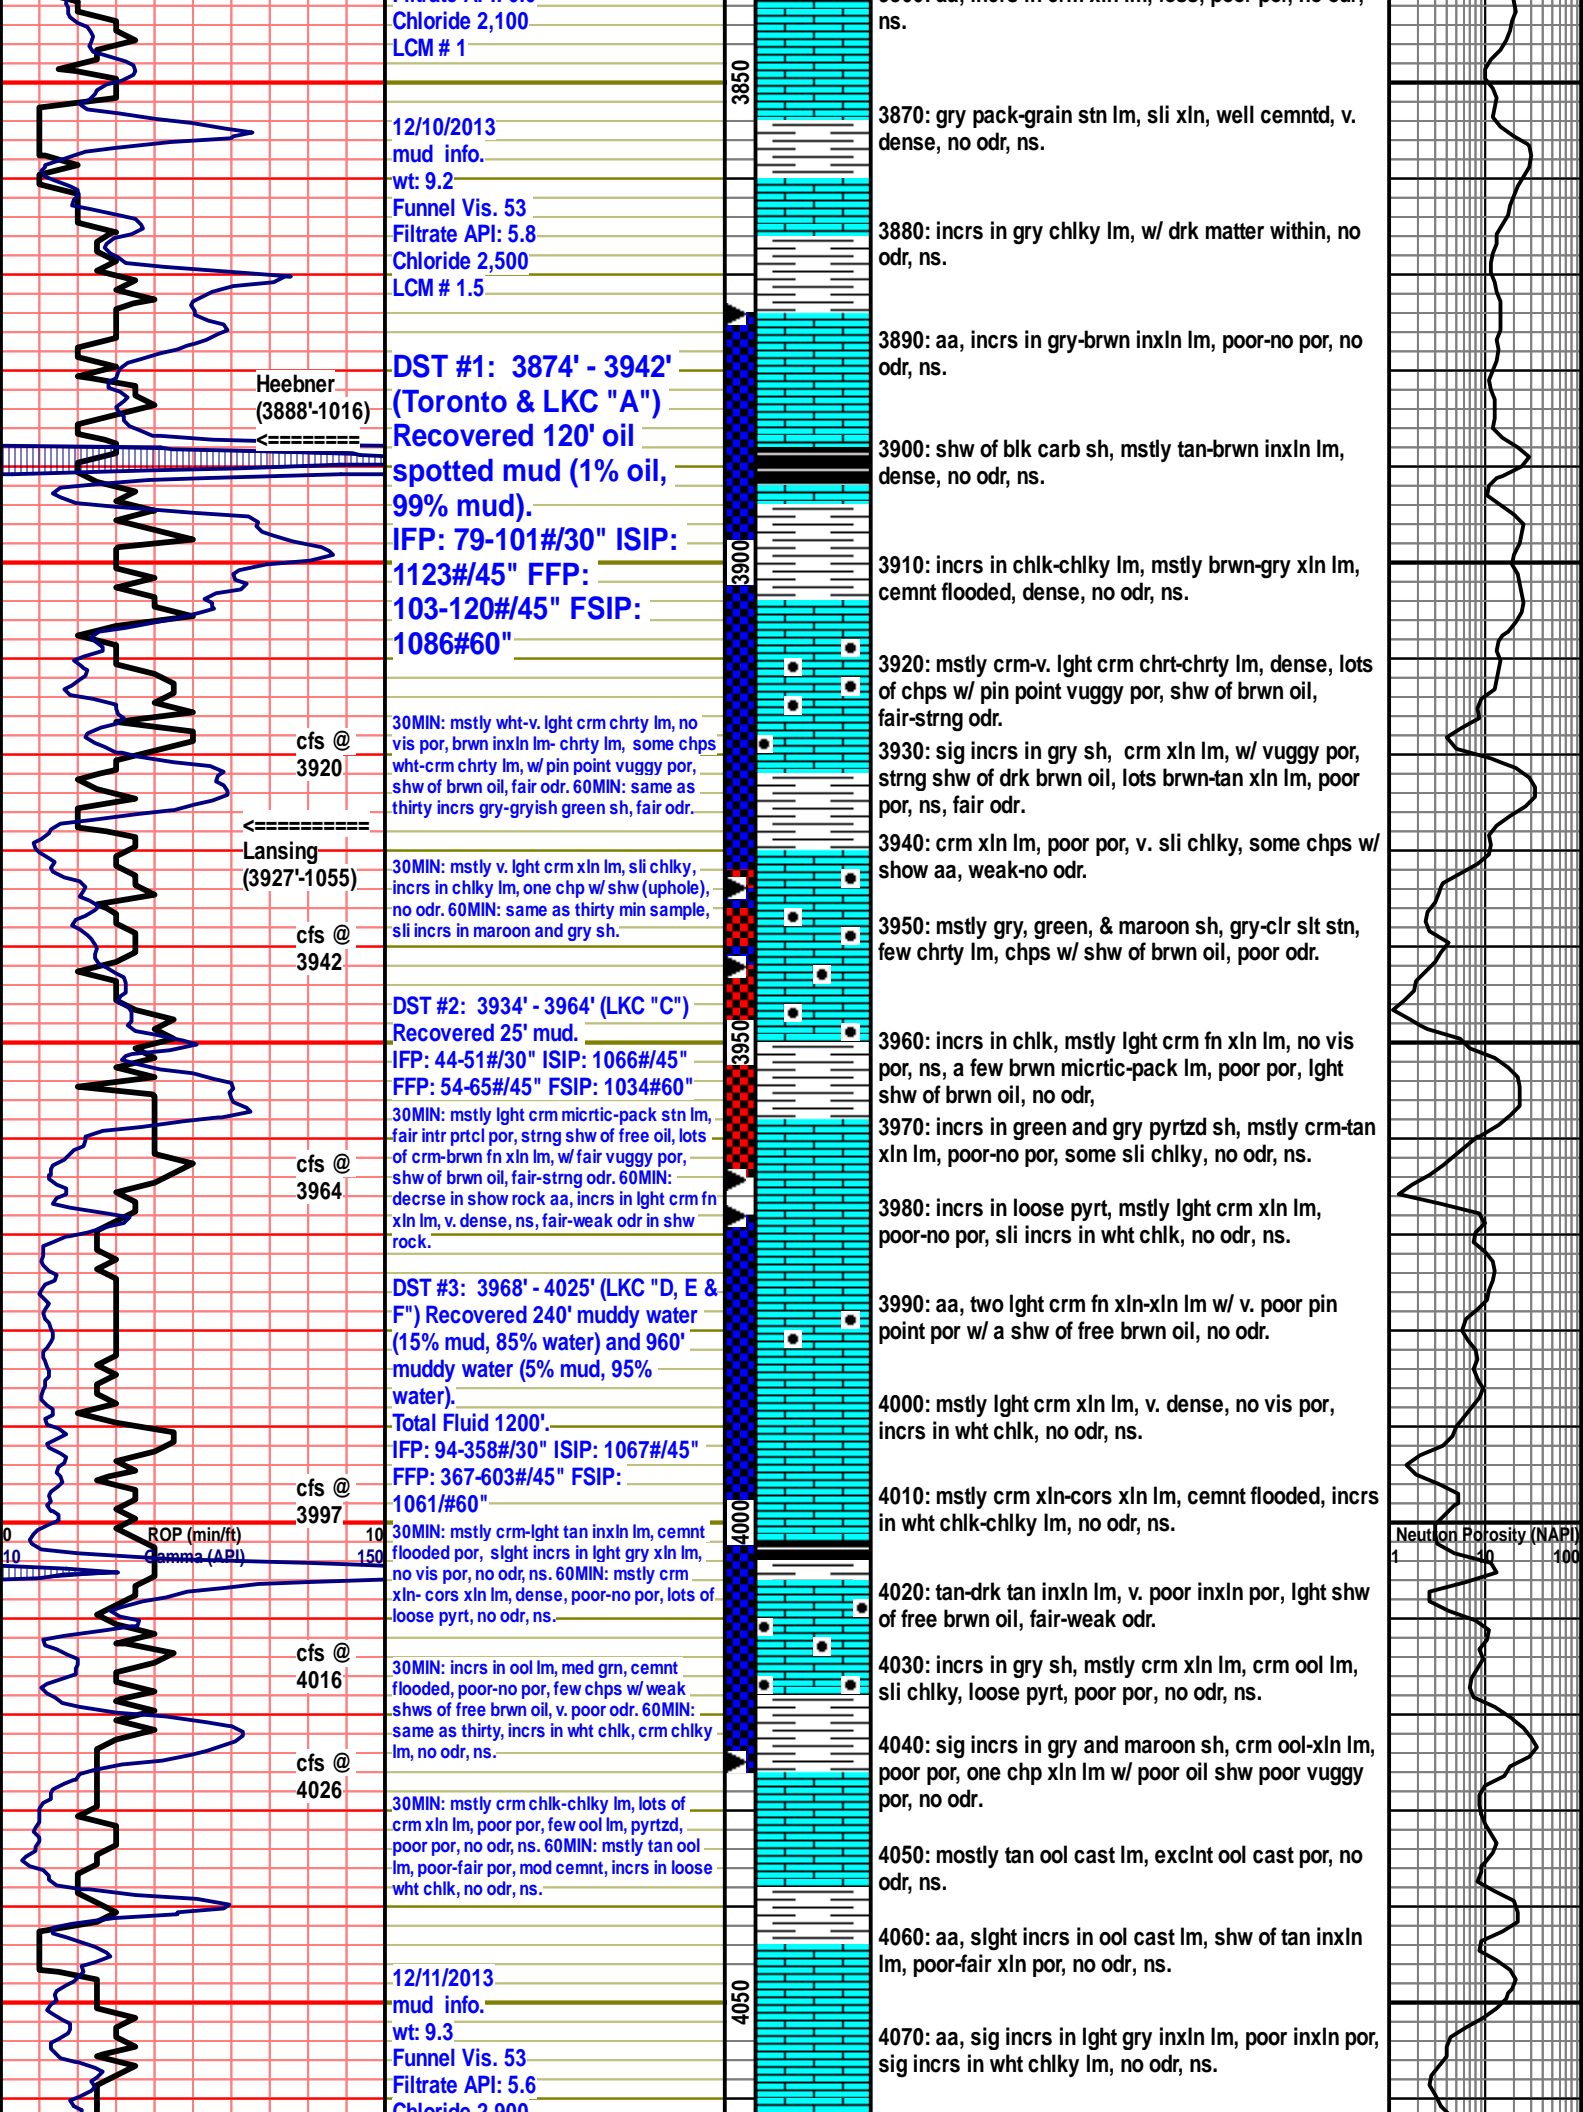 Chloride 2,100
LCM # 1
12/10/2013
mud info.
wt: 9.2
Funnel Vis. 53
Filtrate API: 5.8
Chloride 2,500
LCM # 1.5
DST #1: 3874' - 3942'
(Toronto & LKC "A")
Recovered 120' oil
spotted mud (1% oil,
99% mud).
IFP: 79-101#/30" ISIP:
1123#/45" FFP:
103-120#/45" FSIP:
1086#60"
30MIN: mstly wht-v. lght crm chrty lm, no
vis por, brwn inxln lm- chrty lm, some chps
wht-crm chrty lm, w/ pin point vuggy por,
shw of brwn oil, fair odr. 60MIN: same as
thirty incrs gry-gryish green sh, fair odr.
30MIN: mstly v. lght crm xln lm, sli chlky,
incrs in chlky lm, one chp w/ shw (uphole),
no odr. 60MIN: same as thirty min sample,
sli incrs in maroon and gry sh.
DST #2: 3934' - 3964' (LKC "C")
Recovered 25' mud.
IFP: 44-51#/30" ISIP: 1066#/45"
FFP: 54-65#/45" FSIP: 1034#60"
30MIN: mstly lght crm micrtic-pack stn lm,
fair intr prtcl por, strng shw of free oil, lots
of crm-brwn fn xln lm, w/ fair vuggy por,
shw of brwn oil, fair-strng odr. 60MIN:
decrse in show rock aa, incrs in lght crm fn
xln lm, v. dense, ns, fair-weak odr in shw
rock.
DST #3: 3968' - 4025' (LKC "D, E &
F") Recovered 240' muddy water
(15% mud, 85% water) and 960'
muddy water (5% mud, 95%
water).
Total Fluid 1200'.
IFP: 94-358#/30" ISIP: 1067#/45"
FFP: 367-603#/45" FSIP:
1061/#60"
30MIN: mstly crm-lght tan inxln lm, cemnt
flooded por, slght incrs in lght gry xln lm,
no vis por, no odr, ns. 60MIN: mstly crm
xln- cors xln lm, dense, poor-no por, lots of
loose pyrt, no odr, ns.
30MIN: incrs in ool lm, med grn, cemnt
flooded, poor-no por, few chps w/ weak
shws of free brwn oil, v. poor odr. 60MIN:
same as thirty, incrs in wht chlk, crm chlky
lm, no odr, ns.
30MIN: mstly crm chlk-chlky lm, lots of
crm xln lm, poor por, few ool lm, pyrtzd,
poor por, no odr, ns. 60MIN: mstly tan ool
lm, poor-fair por, mod cemnt, incrs in loose
wht chlk, no odr, ns.
12/11/2013
mud info.
wt: 9.3
Funnel Vis. 53
Filtrate API: 5.6
Chloride 2,900
Heebner
(3888'-1016)
<========
cfs @
3920
<==========
Lansing
(3927'-1055)
cfs @
3942
cfs @
3964
cfs @
3997
0 ROP (min/ft) 10
10 Gamma (API) 150
cfs @
4016
cfs @
4026
3850
3900
3950
4000
4050
ns.
3870: gry pack-grain stn lm, sli xln, well cemntd, v.
dense, no odr, ns.
3880: incrs in gry chlky lm, w/ drk matter within, no
odr, ns.
3890: aa, incrs in gry-brwn inxln lm, poor-no por, no
odr, ns.
3900: shw of blk carb sh, mstly tan-brwn inxln lm,
dense, no odr, ns.
3910: incrs in chlk-chlky lm, mstly brwn-gry xln lm,
cemnt flooded, dense, no odr, ns.
3920: mstly crm-v. lght crm chrt-chrty lm, dense, lots
of chps w/ pin point vuggy por, shw of brwn oil,
fair-strng odr.
3930: sig incrs in gry sh, crm xln lm, w/ vuggy por,
strng shw of drk brwn oil, lots brwn-tan xln lm, poor
por, ns, fair odr.
3940: crm xln lm, poor por, v. sli chlky, some chps w/
show aa, weak-no odr.
3950: mstly gry, green, & maroon sh, gry-clr slt stn,
few chrty lm, chps w/ shw of brwn oil, poor odr.
3960: incrs in chlk, mstly lght crm fn xln lm, no vis
por, ns, a few brwn micrtic-pack lm, poor por, lght
shw of brwn oil, no odr,
3970: incrs in green and gry pyrtzd sh, mstly crm-tan
xln lm, poor-no por, some sli chlky, no odr, ns.
3980: incrs in loose pyrt, mstly lght crm xln lm,
poor-no por, sli incrs in wht chlk, no odr, ns.
3990: aa, two lght crm fn xln-xln lm w/ v. poor pin
point por w/ a shw of free brwn oil, no odr.
4000: mstly lght crm xln lm, v. dense, no vis por,
incrs in wht chlk, no odr, ns.
4010: mstly crm xln-cors xln lm, cemnt flooded, incrs
in wht chlk-chlky lm, no odr, ns.
4020: tan-drk tan inxln lm, v. poor inxln por, lght shw
of free brwn oil, fair-weak odr.
4030: incrs in gry sh, mstly crm xln lm, crm ool lm,
sli chlky, loose pyrt, poor por, no odr, ns.
4040: sig incrs in gry and maroon sh, crm ool-xln lm,
poor por, one chp xln lm w/ poor oil shw poor vuggy
por, no odr.
4050: mostly tan ool cast lm, exclnt ool cast por, no
odr, ns.
4060: aa, slght incrs in ool cast lm, shw of tan inxln
lm, poor-fair xln por, no odr, ns.
4070: aa, sig incrs in lght gry inxln lm, poor inxln por,
sig incrs in wht chlky lm, no odr, ns.
Neutron Porosity (NAPI)
1 10 100